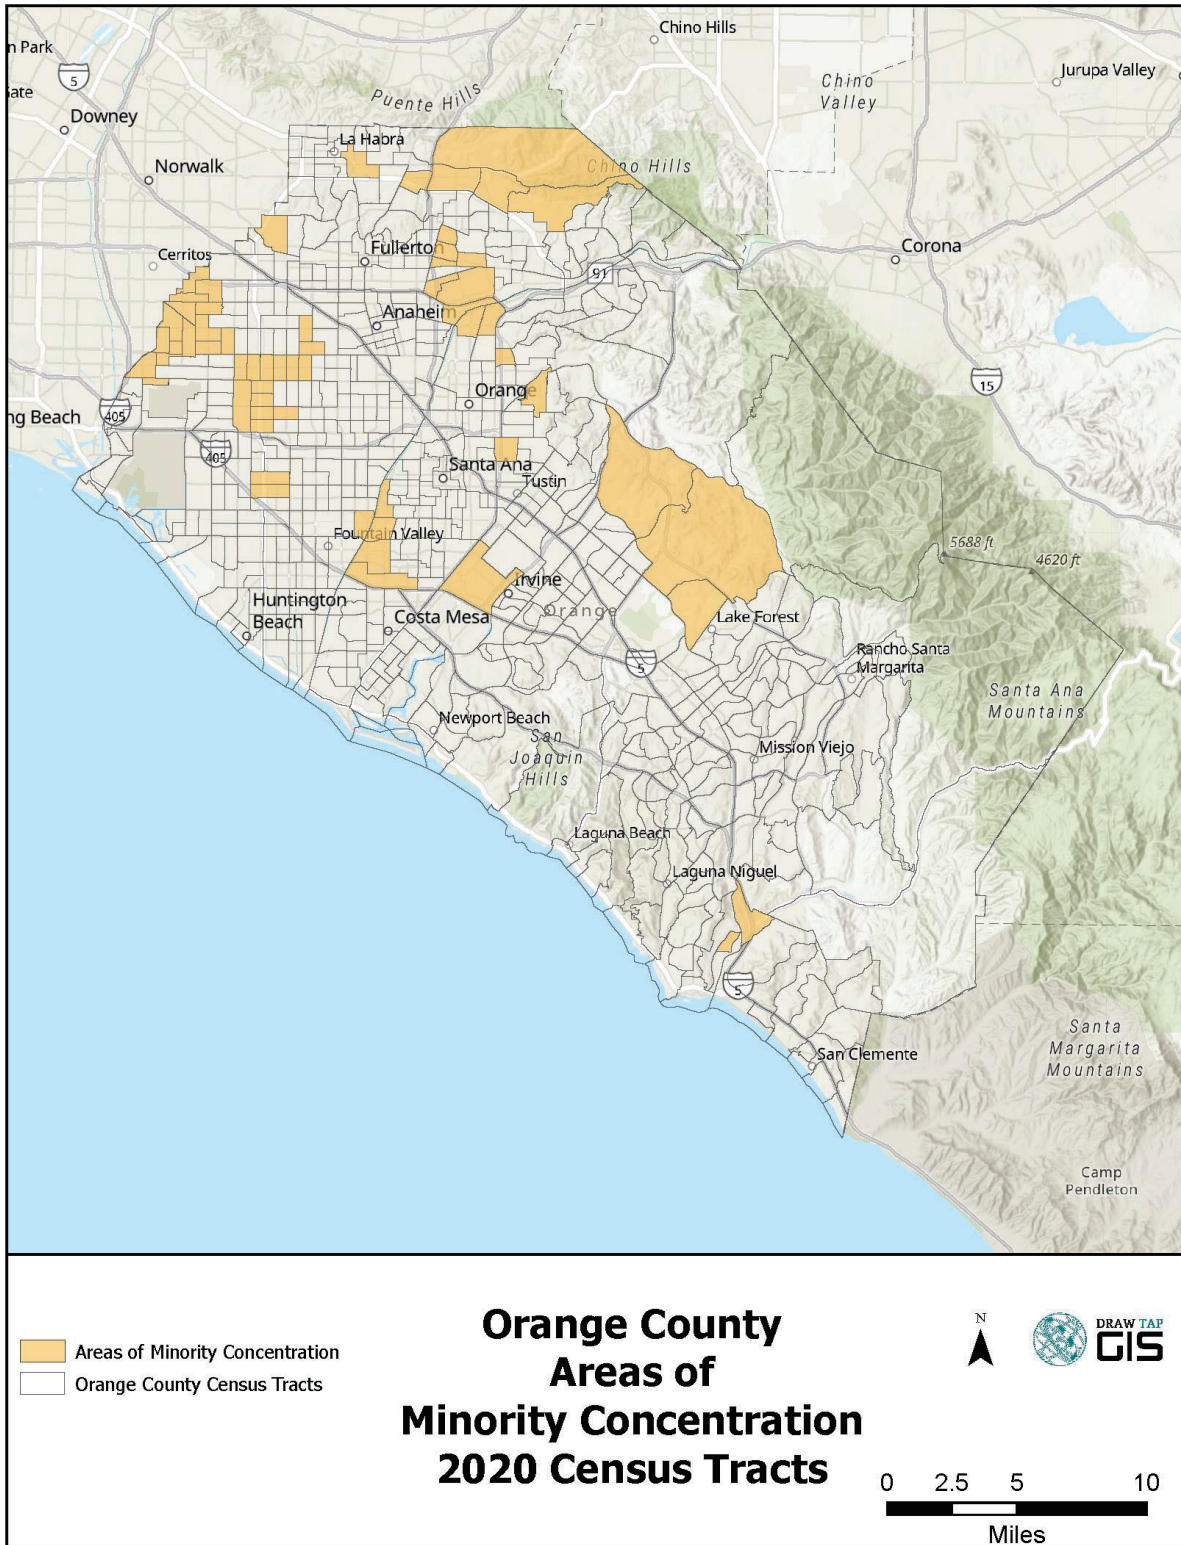 Chino Hills
n Park
5
Jurupa Valley
Gate
Chino
Valley
Puente Hills
Downey
La Habra
Norwalk
Chino Hills
Cerritos
Fullerton
Corona
91
Anaheim
15
Orange
ng Beach
405
405
Santa Ana
Tustin
Fountain Valley
5688 ft
4620 ft
Irvine
Huntington
Beach
Orange
Costa Mesa
Lake Forest
5
Rancho Santa
Margarita
Santa Ana
Mountains
Newport Beach
San
Joaquin
Hills
Mission Viejo
Laguna Beach
Laguna Niguel
5
Santa
Margarita
Mountains
San Clemente
Camp
Pendleton
Orange County
Areas of
Minority Concentration
2020 Census Tracts
Areas of Minority Concentration
Orange County Census Tracts
N
DRAW TAP
GIS
0 2.5 5 10
Miles